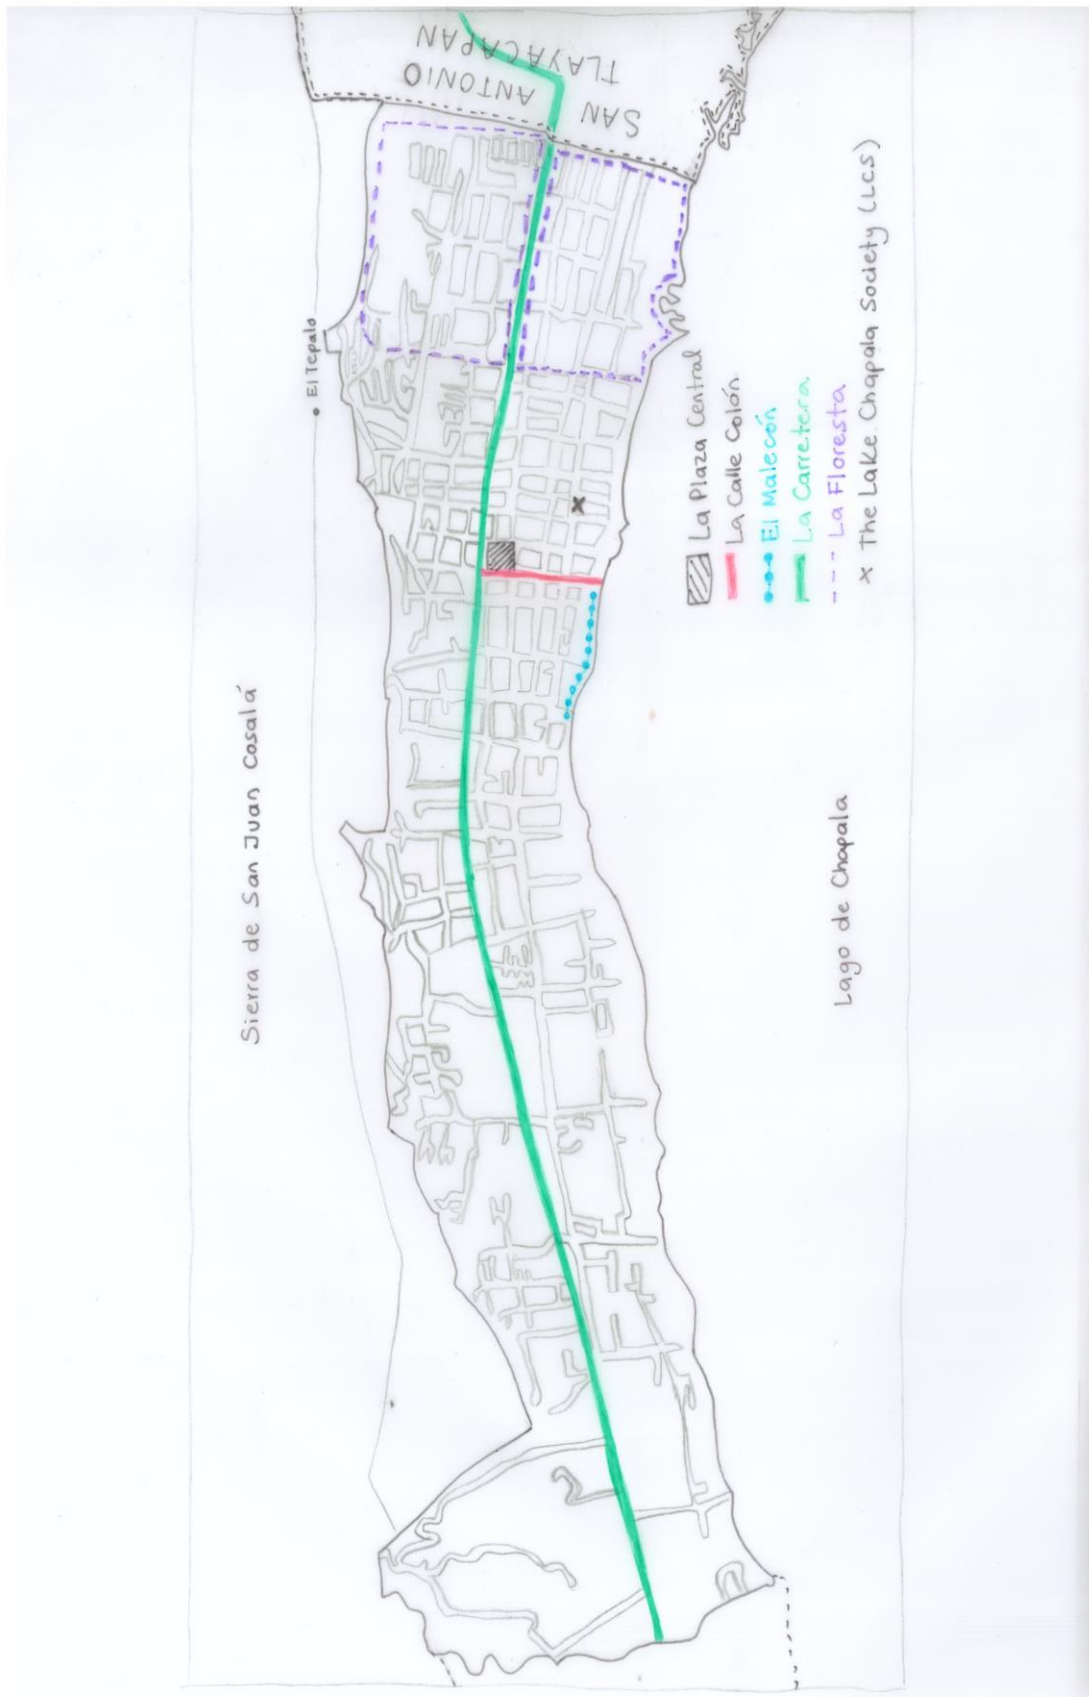 SAN ANTONIO
TLAYACAPAN
El Tepalo
Sierra de San Juan Cosalá
La Plaza Central
La Calle Colón
El Malecón
La Carretera
La Floresta
x The Lake Chapala Society (LLCS)
Lago de Chapala